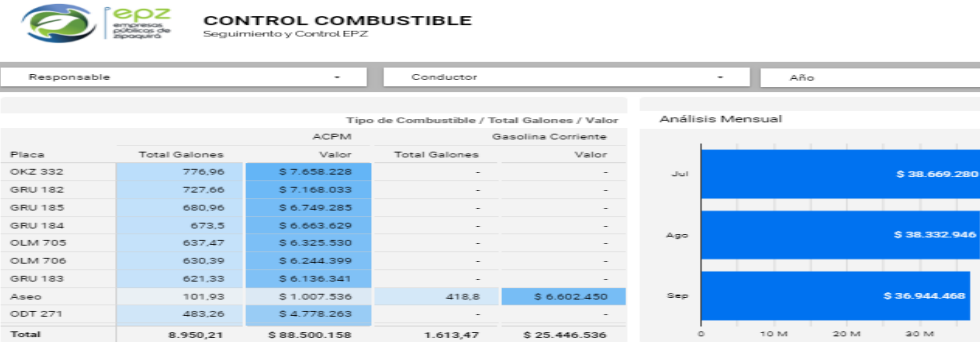 epz
empresas
públicas de
zipaquirá
CONTROL COMBUSTIBLE
Seguimiento y Control EPZ
Responsable
Conductor
Año
Tipo de Combustible / Total Galones / Valor
ACPM Gasolina Corriente
Placa Total Galones Valor Total Galones Valor
OKZ 332 776,96 $ 7.658.228 - -
GRU 182 727,66 $ 7.168.033 - -
GRU 185 680,96 $ 6.749.285 - -
GRU 184 673,5 $ 6.663.629 - -
OLM 705 637,47 $ 6.325.530 - -
OLM 706 630,39 $ 6.244.399 - -
GRU 183 621,33 $ 6.136.341 - -
Aseo 101,93 $ 1.007.536 418,8 $ 6.602.450
ODT 271 483,26 $ 4.778.263 - -
Total 8.950,21 $ 88.500.158 1.613,47 $ 25.446.536
Análisis Mensual
Jul $ 38.669.280
Ago $ 38.332.946
Sep $ 36.944.468
0 10 M 20 M 30 M